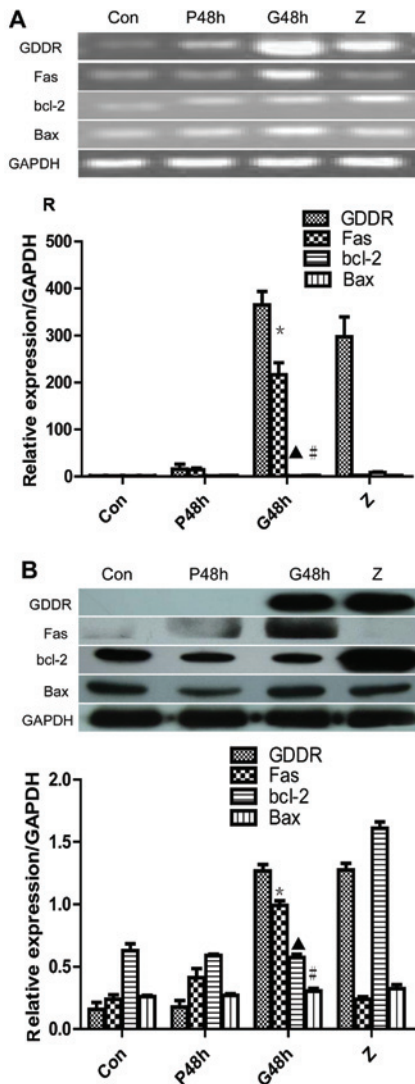 A
Con P48h G48h Z
GDDR
Fas
bcl-2
Bax
GAPDH
R
GDDR
Fas
bcl-2
Bax
Relative expression/GAPDH
500
400
300
200
100
0
*
▲ #
Con P48h G48h Z
B
Con P48h G48h Z
GDDR
Fas
bcl-2
Bax
GAPDH
GDDR
Fas
bcl-2
Bax
Relative expression/GAPDH
2.0
1.5
1.0
0.5
0.0
*
▲
#
Con P48h G48h Z